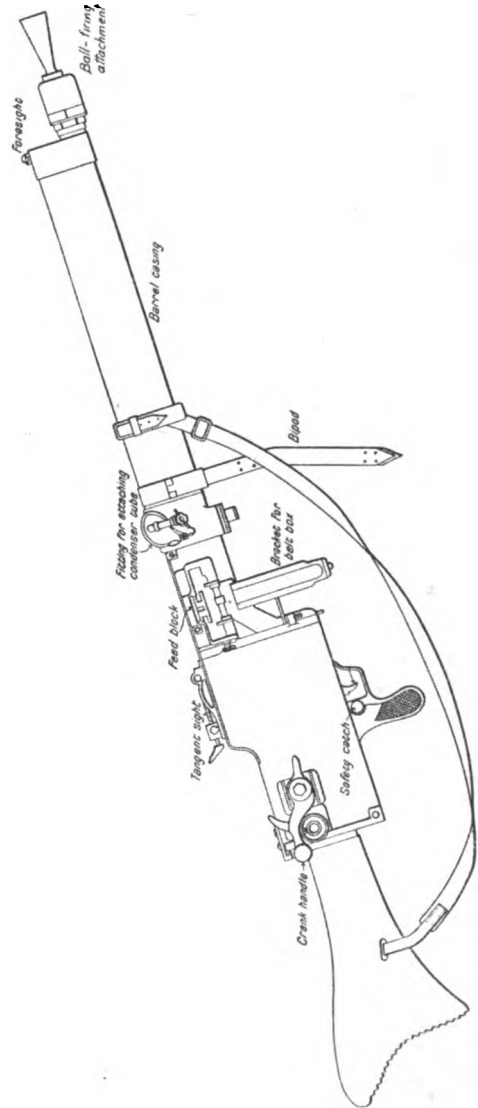 Ball-firing
attachment
Foresight
Barrel casing
Bipod
Fitting for attaching
condenser tube
Bracket for
belt box
Feed block
Tangent sight
Safety catch
Crank handle